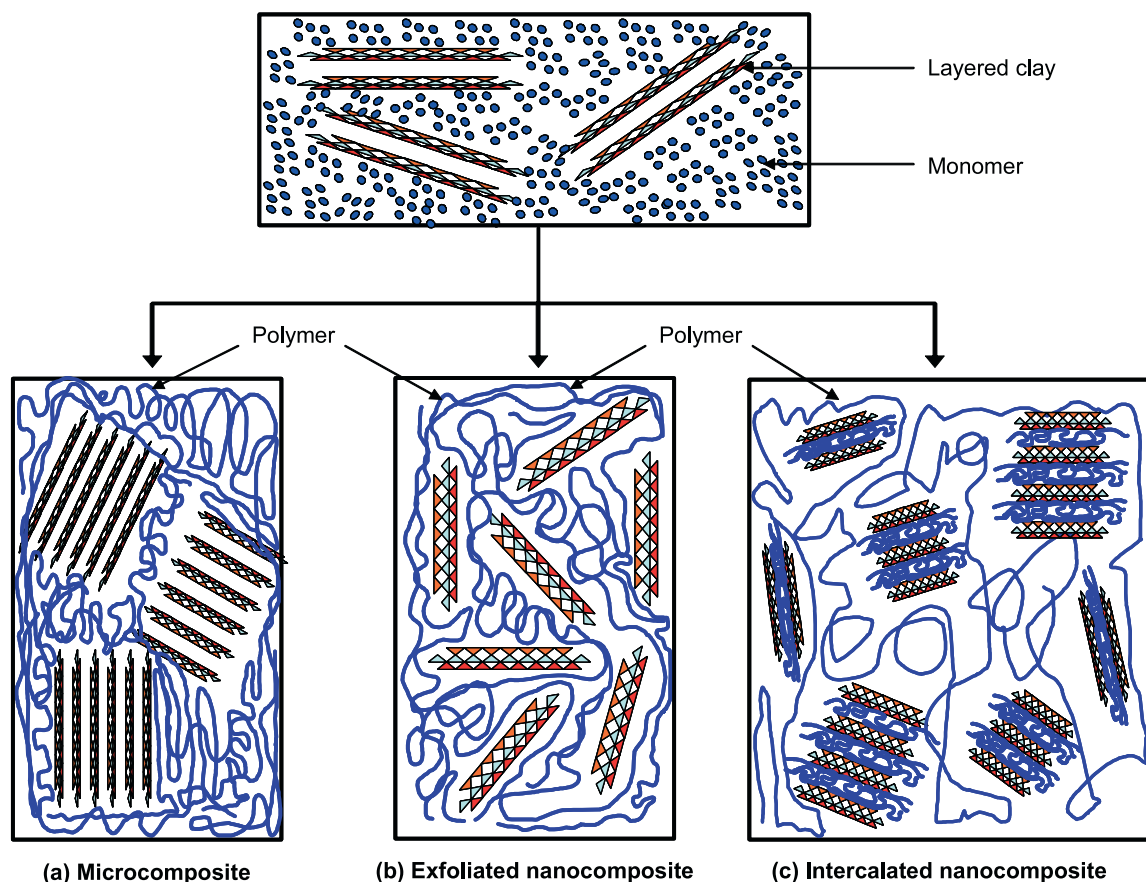 Layered clay
Monomer
Polymer
Polymer
(a) Microcomposite
(b) Exfoliated nanocomposite
(c) Intercalated nanocomposite